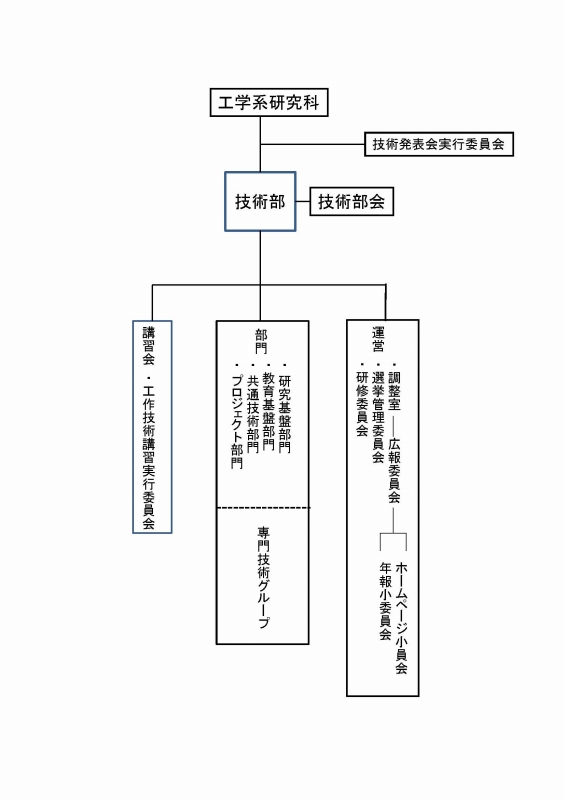 工学系研究科
技術発表会実行委員会
技術部
技術部会
講習会 ・工作技術講習実行委員会
部門
・研究基盤部門
・教育基盤部門
・共通技術部門
・プロジェクト部門
専門技術グループ
運営
・調整室
広報委員会
ホームページ小員会
年報小委員会
・選挙管理委員会
・研修委員会